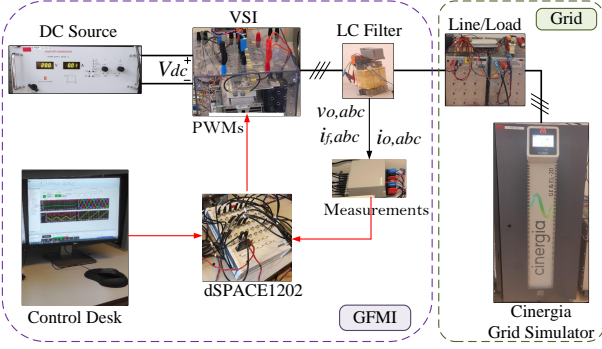 DC Source
VSI
LC Filter
Line/Load
Grid
Vdc
+
−
PWMs
vo,abc
if,abc
io,abc
Measurements
dSPACE1202
Control Desk
GFMI
cinergia
Cinergia
Grid Simulator